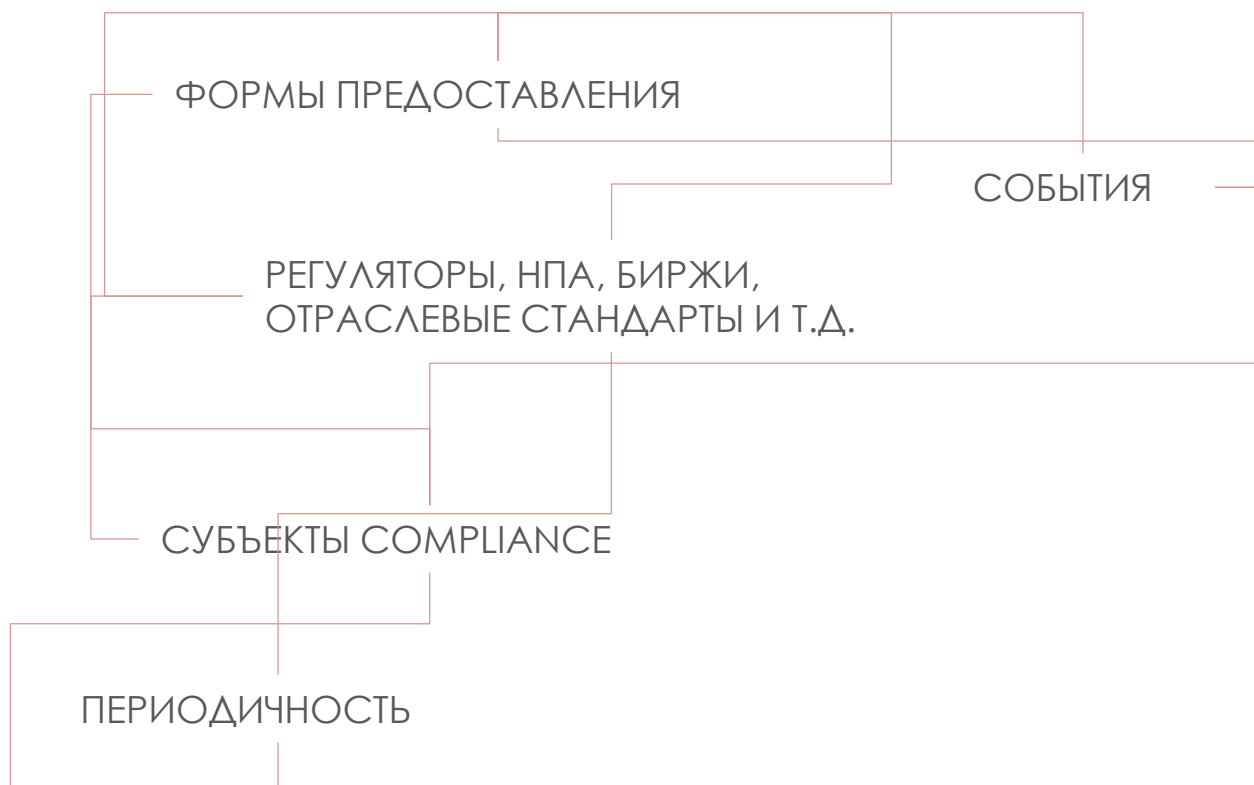 ФОРМЫ ПРЕДОСТАВЛЕНИЯ
СОБЫТИЯ
РЕГУЛЯТОРЫ, НПА, БИРЖИ,
ОТРАСЛЕВЫЕ СТАНДАРТЫ И Т.Д.
СУБЪЕКТЫ COMPLIANCE
ПЕРИОДИЧНОСТЬ